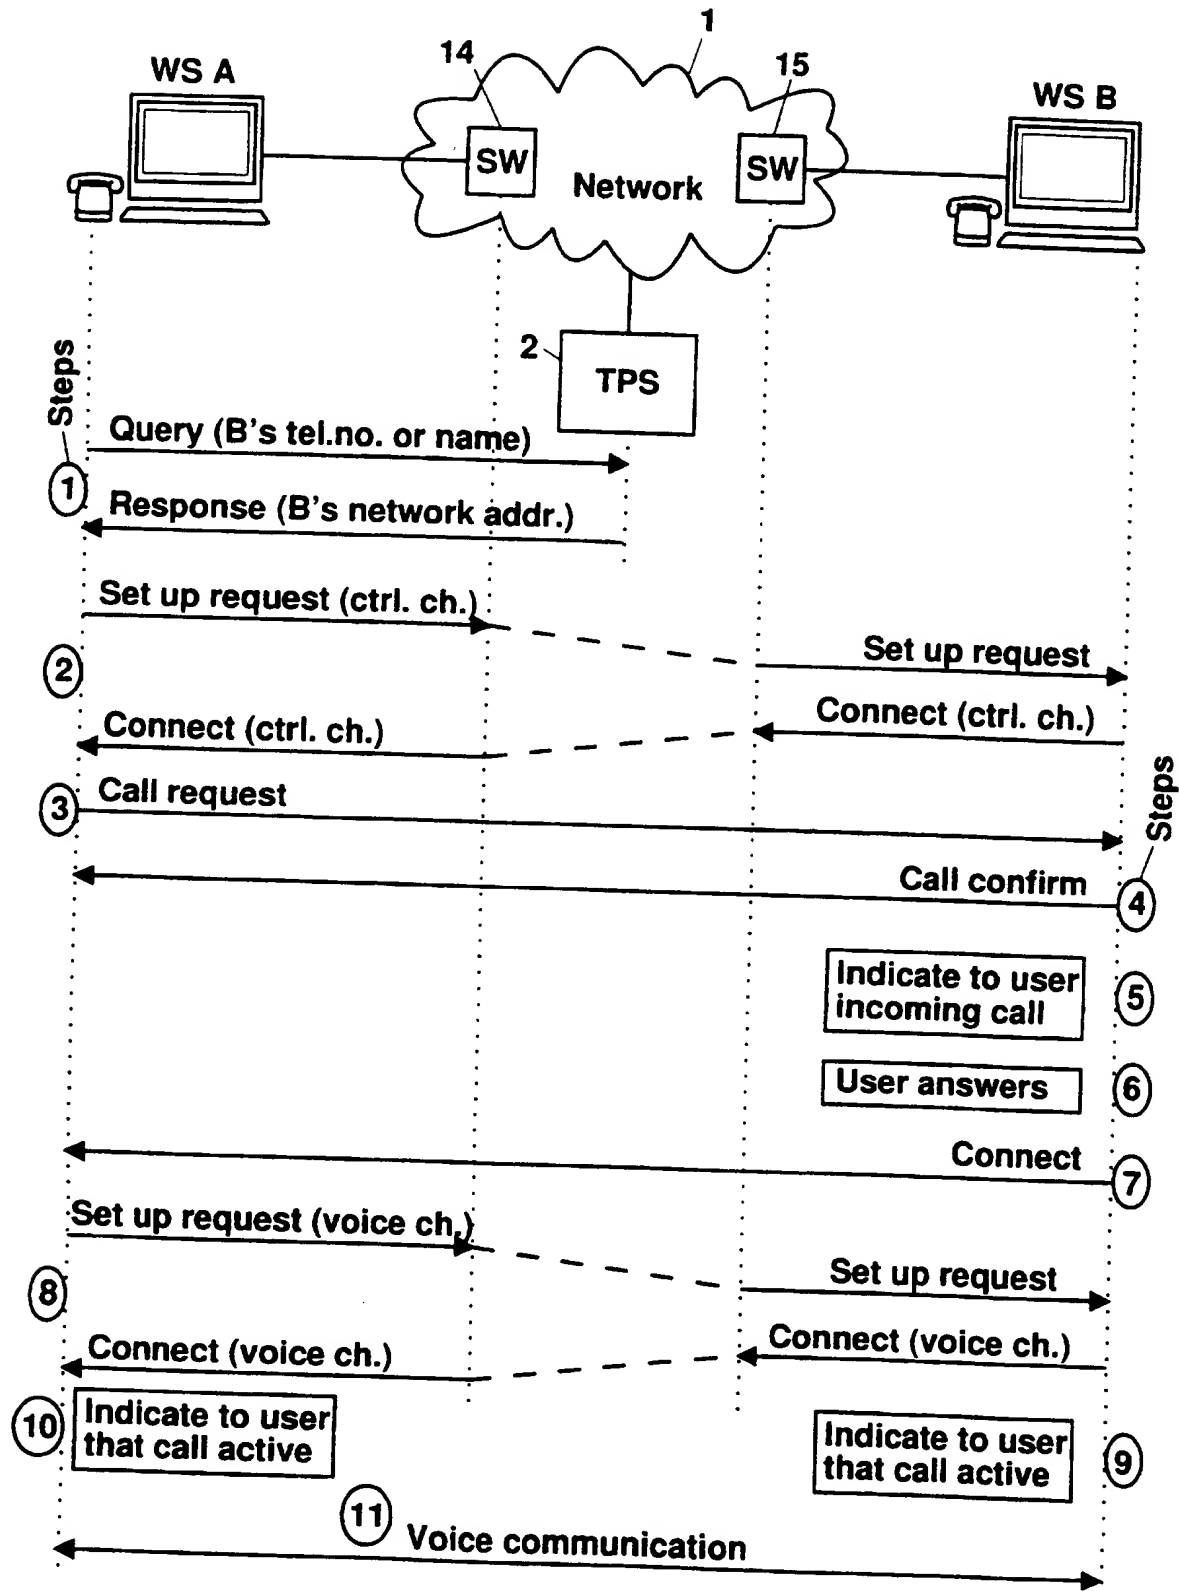 1
14
15
WS A
WS B
SW
SW
Network
2
TPS
Steps
Query (B's tel.no. or name)
1
Response (B's network addr.)
Set up request (ctrl. ch.)
Set up request
2
Connect (ctrl. ch.)
Connect (ctrl. ch.)
Steps
3
Call request
Call confirm
4
Indicate to user
incoming call
5
User answers
6
Connect
7
Set up request (voice ch.)
Set up request
8
Connect (voice ch.)
Connect (voice ch.)
10
Indicate to user
that call active
Indicate to user
that call active
9
11
Voice communication